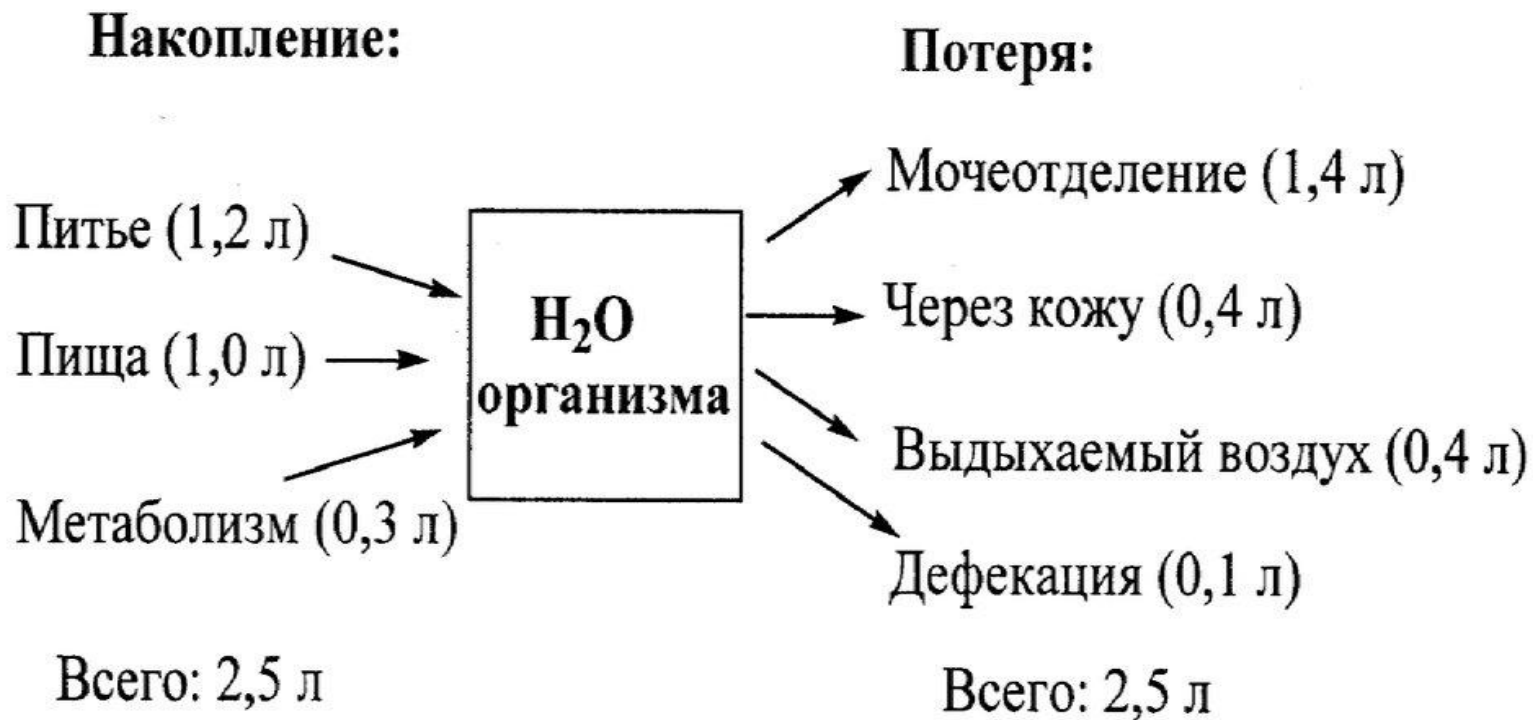 Накопление:
Питье (1,2 л)
Пища (1,0 л)
Метаболизм (0,3 л)
Всего: 2,5 л
H₂O
организма
Потеря:
Мочеотделение (1,4 л)
Через кожу (0,4 л)
Выдыхаемый воздух (0,4 л)
Дефекация (0,1 л)
Всего: 2,5 л